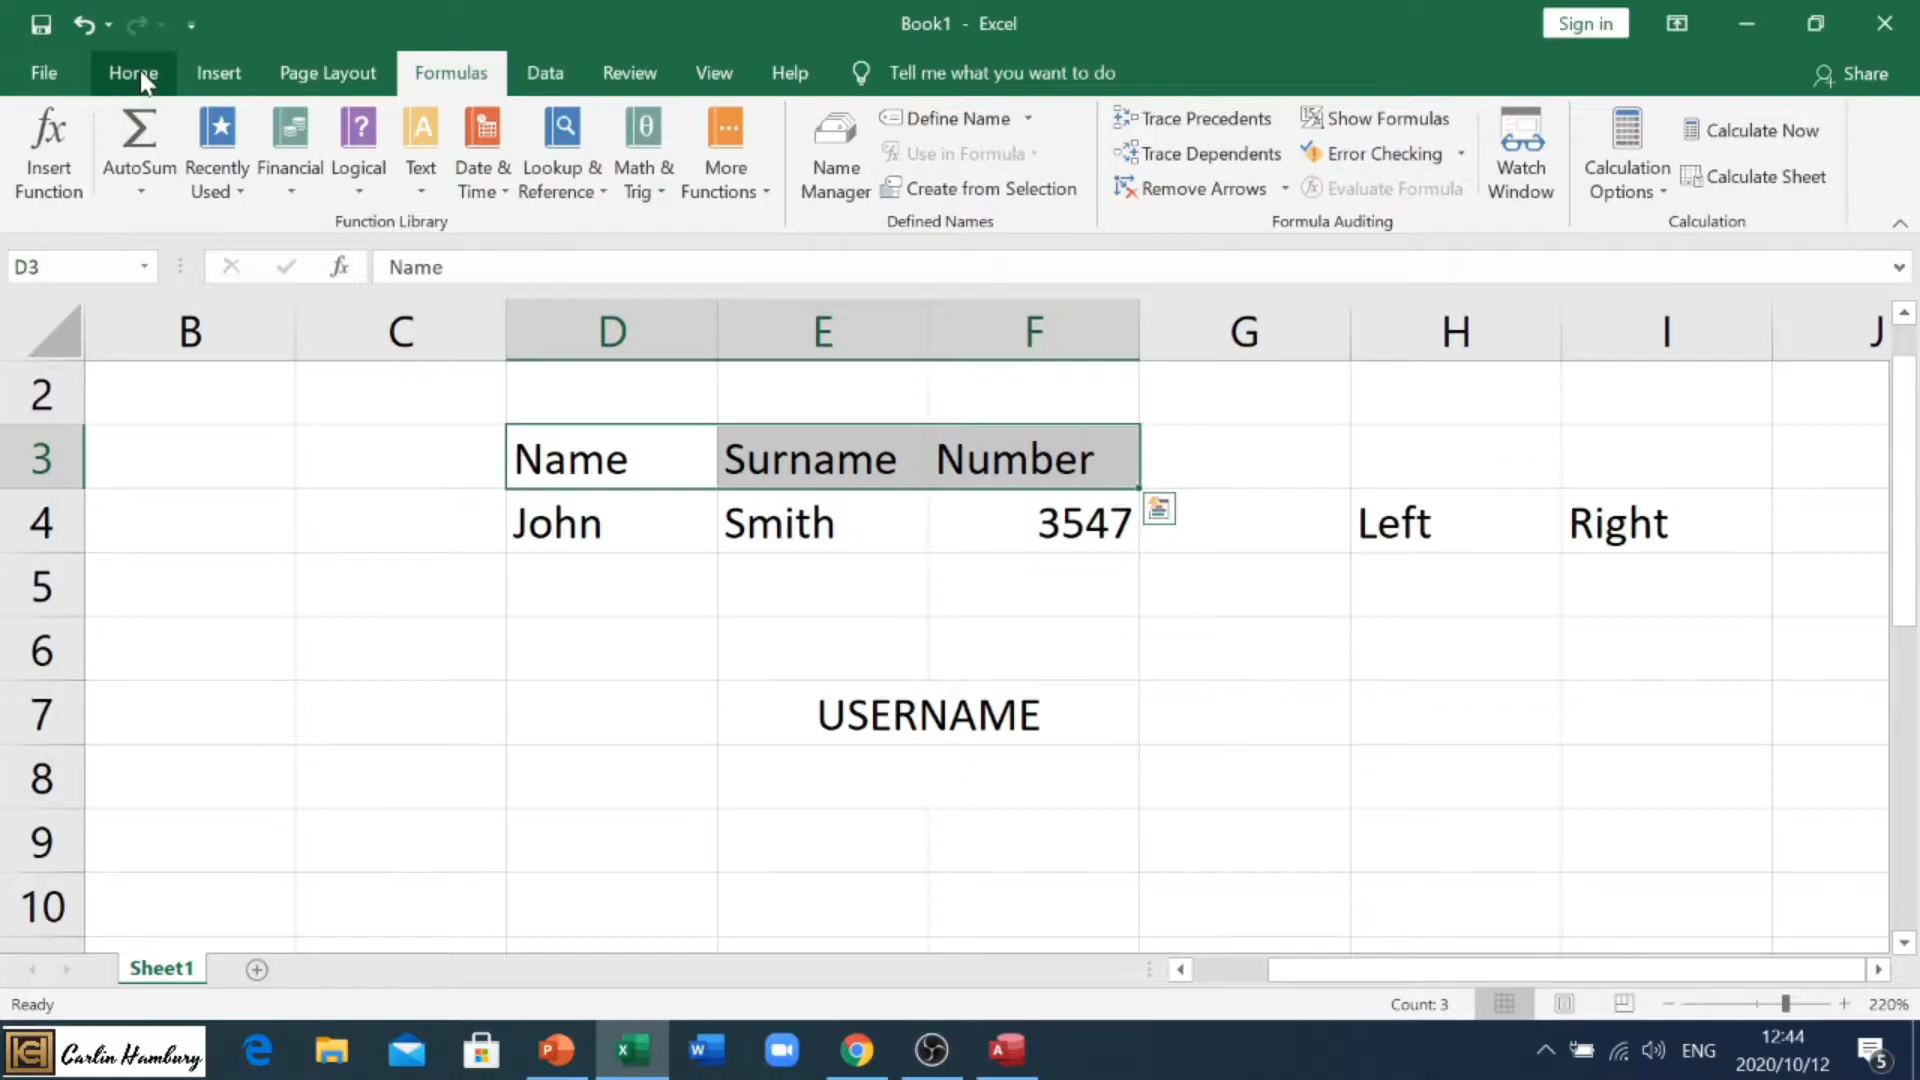 Book1 - Excel
Sign in
File Home Insert Page Layout Formulas Data Review View Help Tell me what you want to do Share
fx Σ ? A θ
Insert Function
AutoSum
Recently Used
Financial
Logical
Text
Date & Time
Lookup & Reference
Math & Trig
More Functions
Function Library
Name Manager
Define Name
Use in Formula
Create from Selection
Defined Names
Trace Precedents
Trace Dependents
Remove Arrows
Show Formulas
Error Checking
Evaluate Formula
Formula Auditing
Watch Window
Calculation Options
Calculate Now
Calculate Sheet
Calculation
D3 fx Name
B C D E F G H I J
2
3 Name Surname Number
4 John Smith 3547 Left Right
5
6
7 USERNAME
8
9
10
Sheet1
Ready Count: 3 220%
Carlin Hambury
ENG
12:44
2020/10/12
5